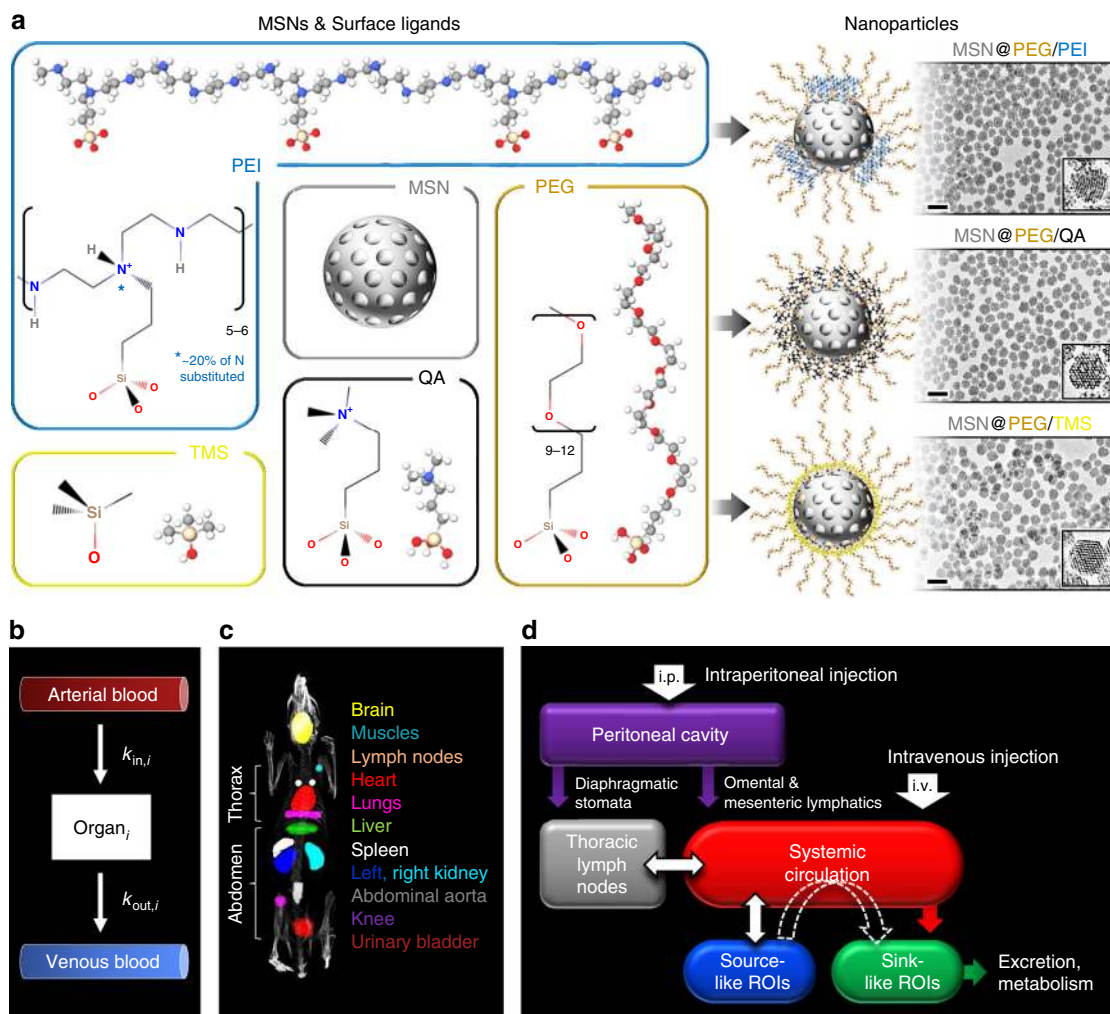 a
MSNs & Surface ligands
Nanoparticles
MSN@PEG/PEI
PEI
MSN
PEG
N
H
H
N+
*
N
H
5–6
*~20% of N
substituted
Si
O
O
O
MSN@PEG/QA
QA
N+
Si
O
O
O
O
O
9–12
Si
O
O
O
TMS
Si
O
MSN@PEG/TMS
b
Arterial blood
kin,i
Organi
kout,i
Venous blood
c
Thorax
Abdomen
Brain
Muscles
Lymph nodes
Heart
Lungs
Liver
Spleen
Left, right kidney
Abdominal aorta
Knee
Urinary bladder
d
i.p.
Intraperitoneal injection
Peritoneal cavity
Intravenous injection
i.v.
Diaphragmatic
stomata
Omental &
mesenteric lymphatics
Thoracic
lymph
nodes
Systemic
circulation
Source-
like ROIs
Sink-
like ROIs
Excretion,
metabolism